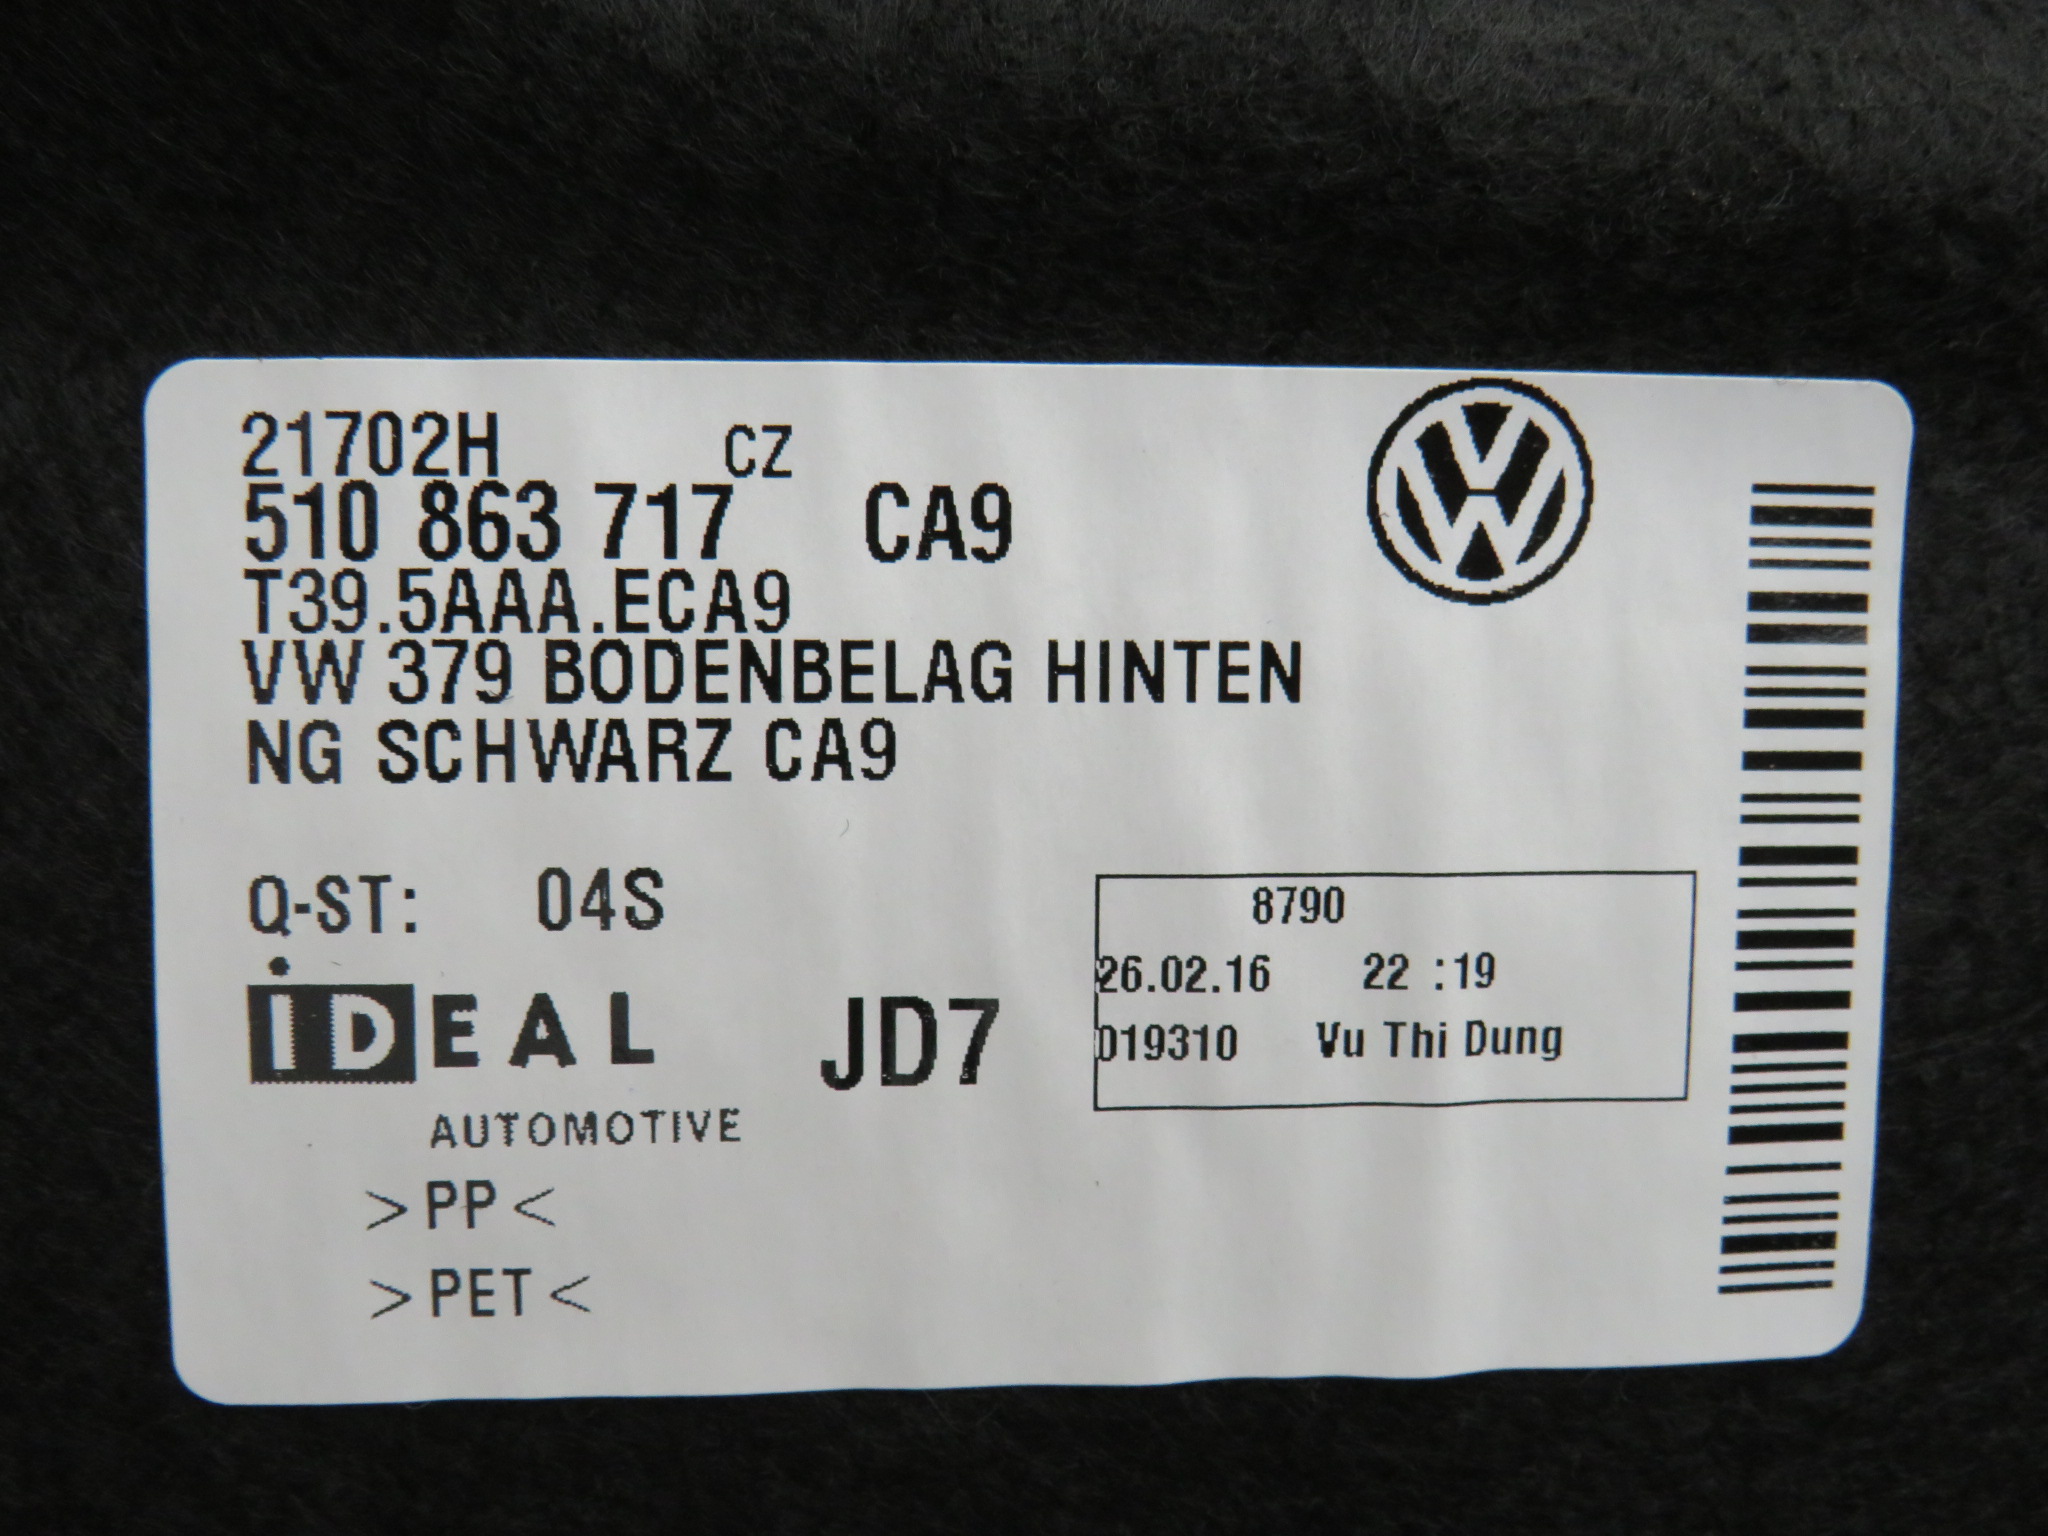 21702H CZ
510 863 717 CA9
T39.5AAA.ECA9
VW 379 BODENBELAG HINTEN
NG SCHWARZ CA9
Q-ST: 04S
8790
26.02.16 22 :19
019310 Vu Thi Dung
iDEAL JD7
AUTOMOTIVE
>PP<
>PET<